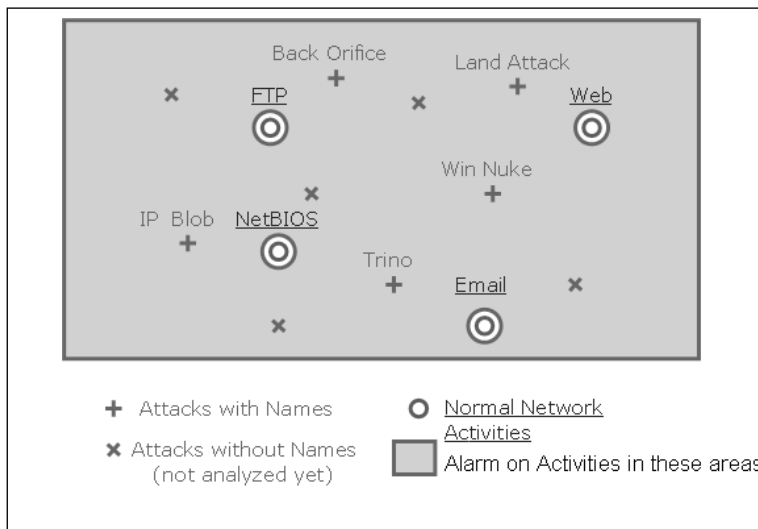 Back Orifice
Land Attack
FTP
Web
Win Nuke
IP Blob
NetBIOS
Trino
Email
Attacks with Names
Attacks without Names
(not analyzed yet)
Normal Network
Activities
Alarm on Activities in these areas